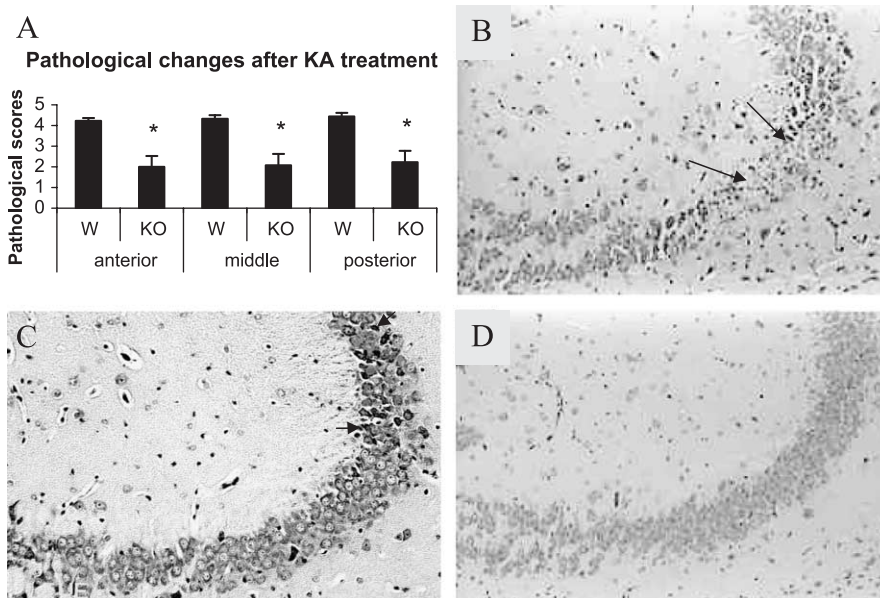 A
Pathological changes after KA treatment
Pathological scores
5
4
3
2
1
0
* * *
W KO W KO W KO
anterior middle posterior
B
C
D